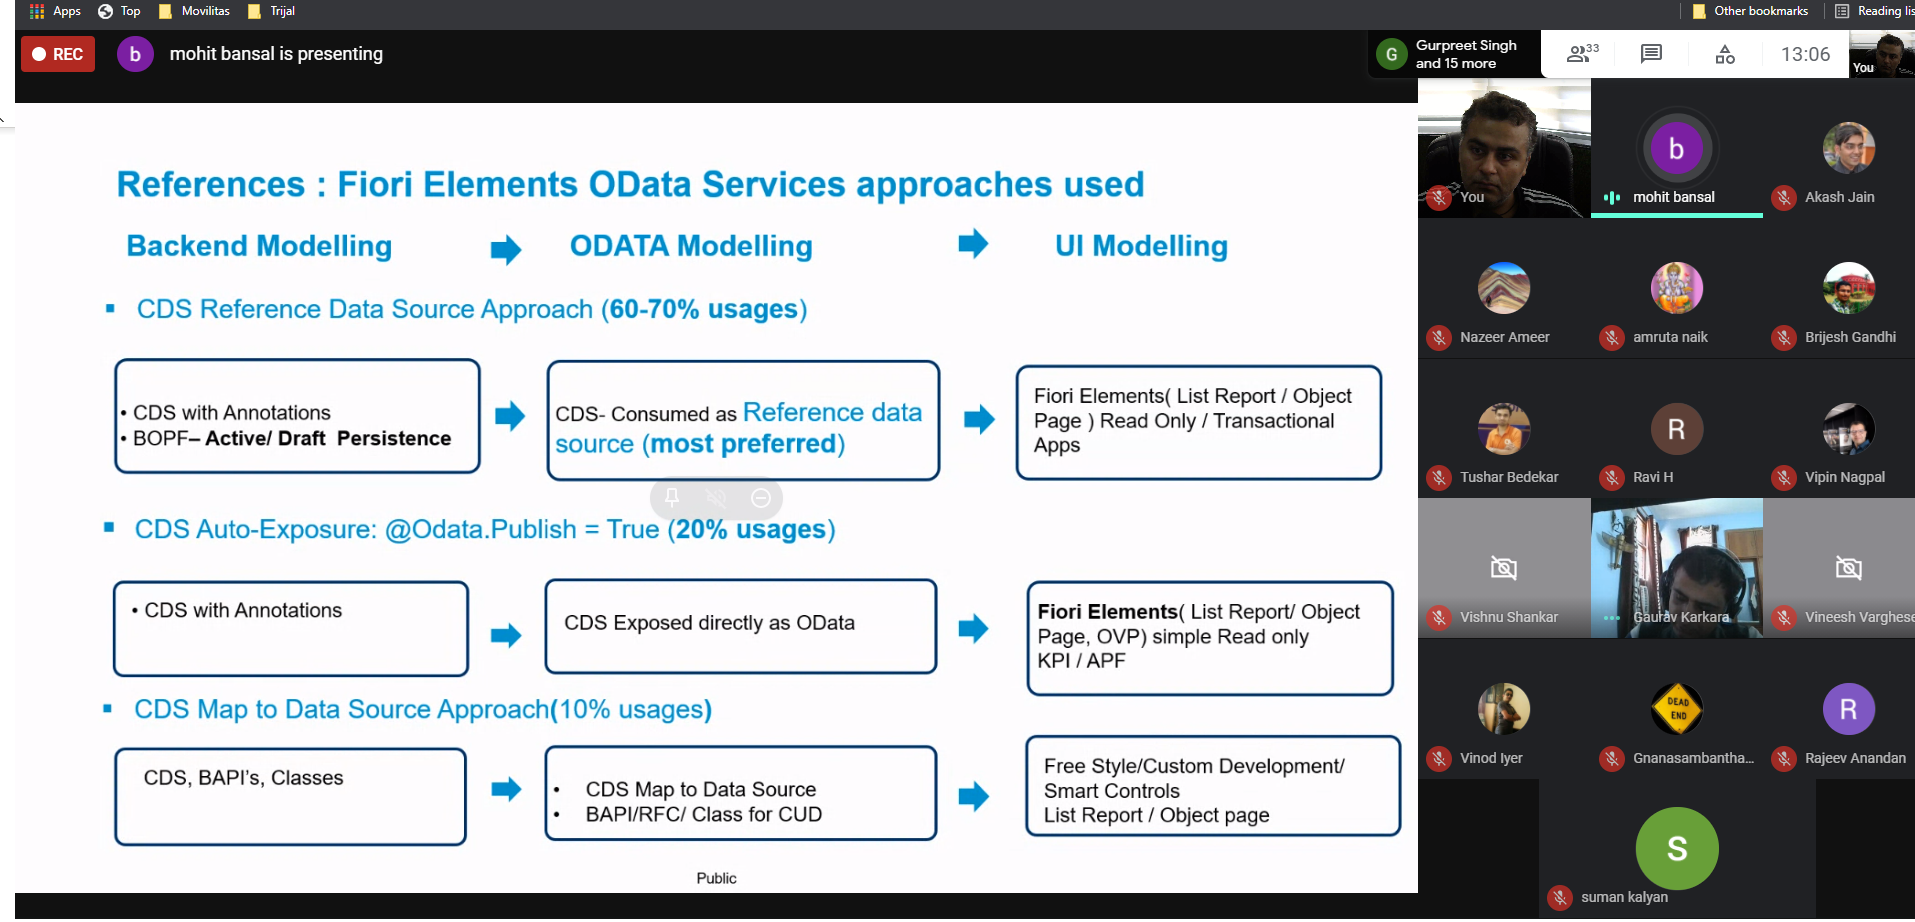 Apps Top Movilitas Trijal Other bookmarks
REC b mohit bansal is presenting
G Gurpreet Singh
and 15 more
33 13:06 You
References : Fiori Elements OData Services approaches used
Backend Modelling ODATA Modelling UI Modelling
▪ CDS Reference Data Source Approach (60-70% usages)
• CDS with Annotations
• BOPF– Active/ Draft Persistence
CDS- Consumed as Reference data
source (most preferred)
Fiori Elements( List Report / Object
Page ) Read Only / Transactional
Apps
▪ CDS Auto-Exposure: @Odata.Publish = True (20% usages)
• CDS with Annotations
CDS Exposed directly as OData
Fiori Elements( List Report/ Object
Page, OVP) simple Read only
KPI / APF
▪ CDS Map to Data Source Approach(10% usages)
CDS, BAPI's, Classes
• CDS Map to Data Source
• BAPI/RFC/ Class for CUD
Free Style/Custom Development/
Smart Controls
List Report / Object page
Public
b
You mohit bansal Akash Jain
Nazeer Ameer amruta naik Brijesh Gandhi
R
Tushar Bedekar Ravi H Vipin Nagpal
Vishnu Shankar Gaurav Karkara Vineesh Varghese
DEAD
END
R
Vinod Iyer Gnanasambantha... Rajeev Anandan
S
suman kalyan